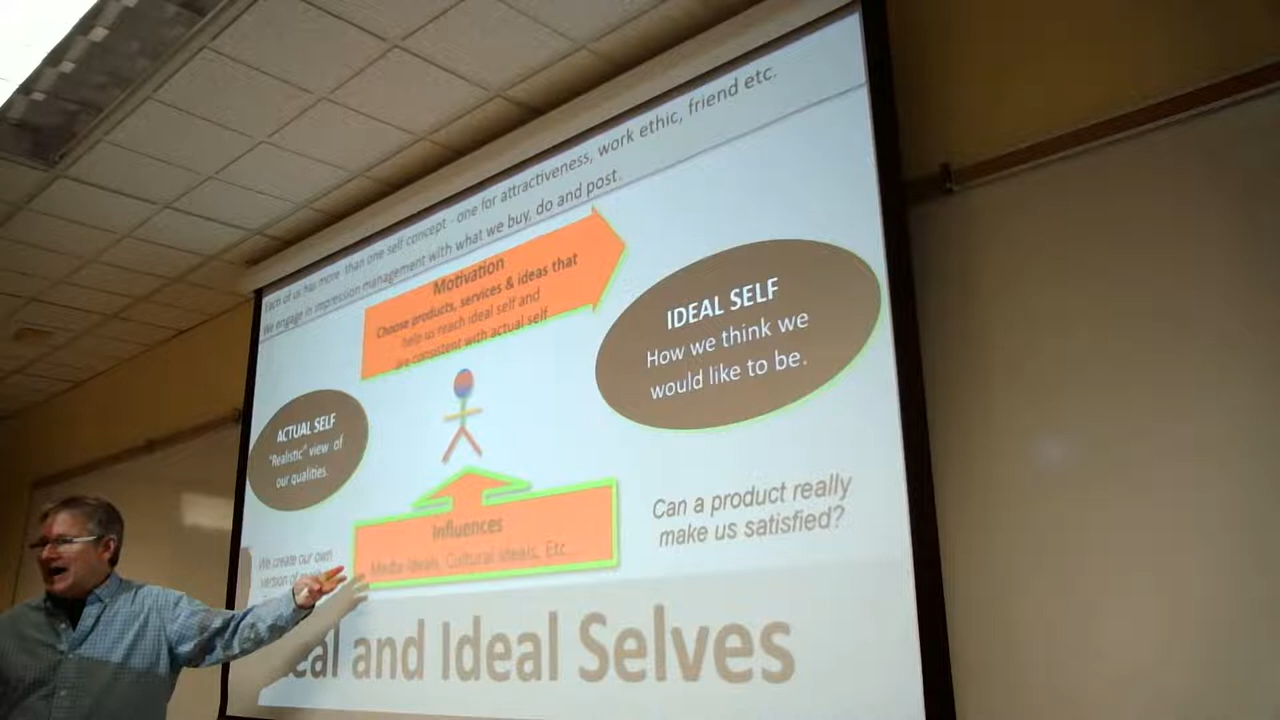 Each of us has more than one self concept - one for attractiveness, work ethic, friend etc.
We engage in impression management with what we buy, do and post.
Motivation
Choose products, services & ideas that
help us reach ideal self and
are consistent with actual self
IDEAL SELF
How we think we
would like to be.
ACTUAL SELF
"Realistic" view of
our qualities.
Can a product really
make us satisfied?
Influences
Media Ideals, Cultural ideals, Etc...
We create our own
version of
eal and Ideal Selves